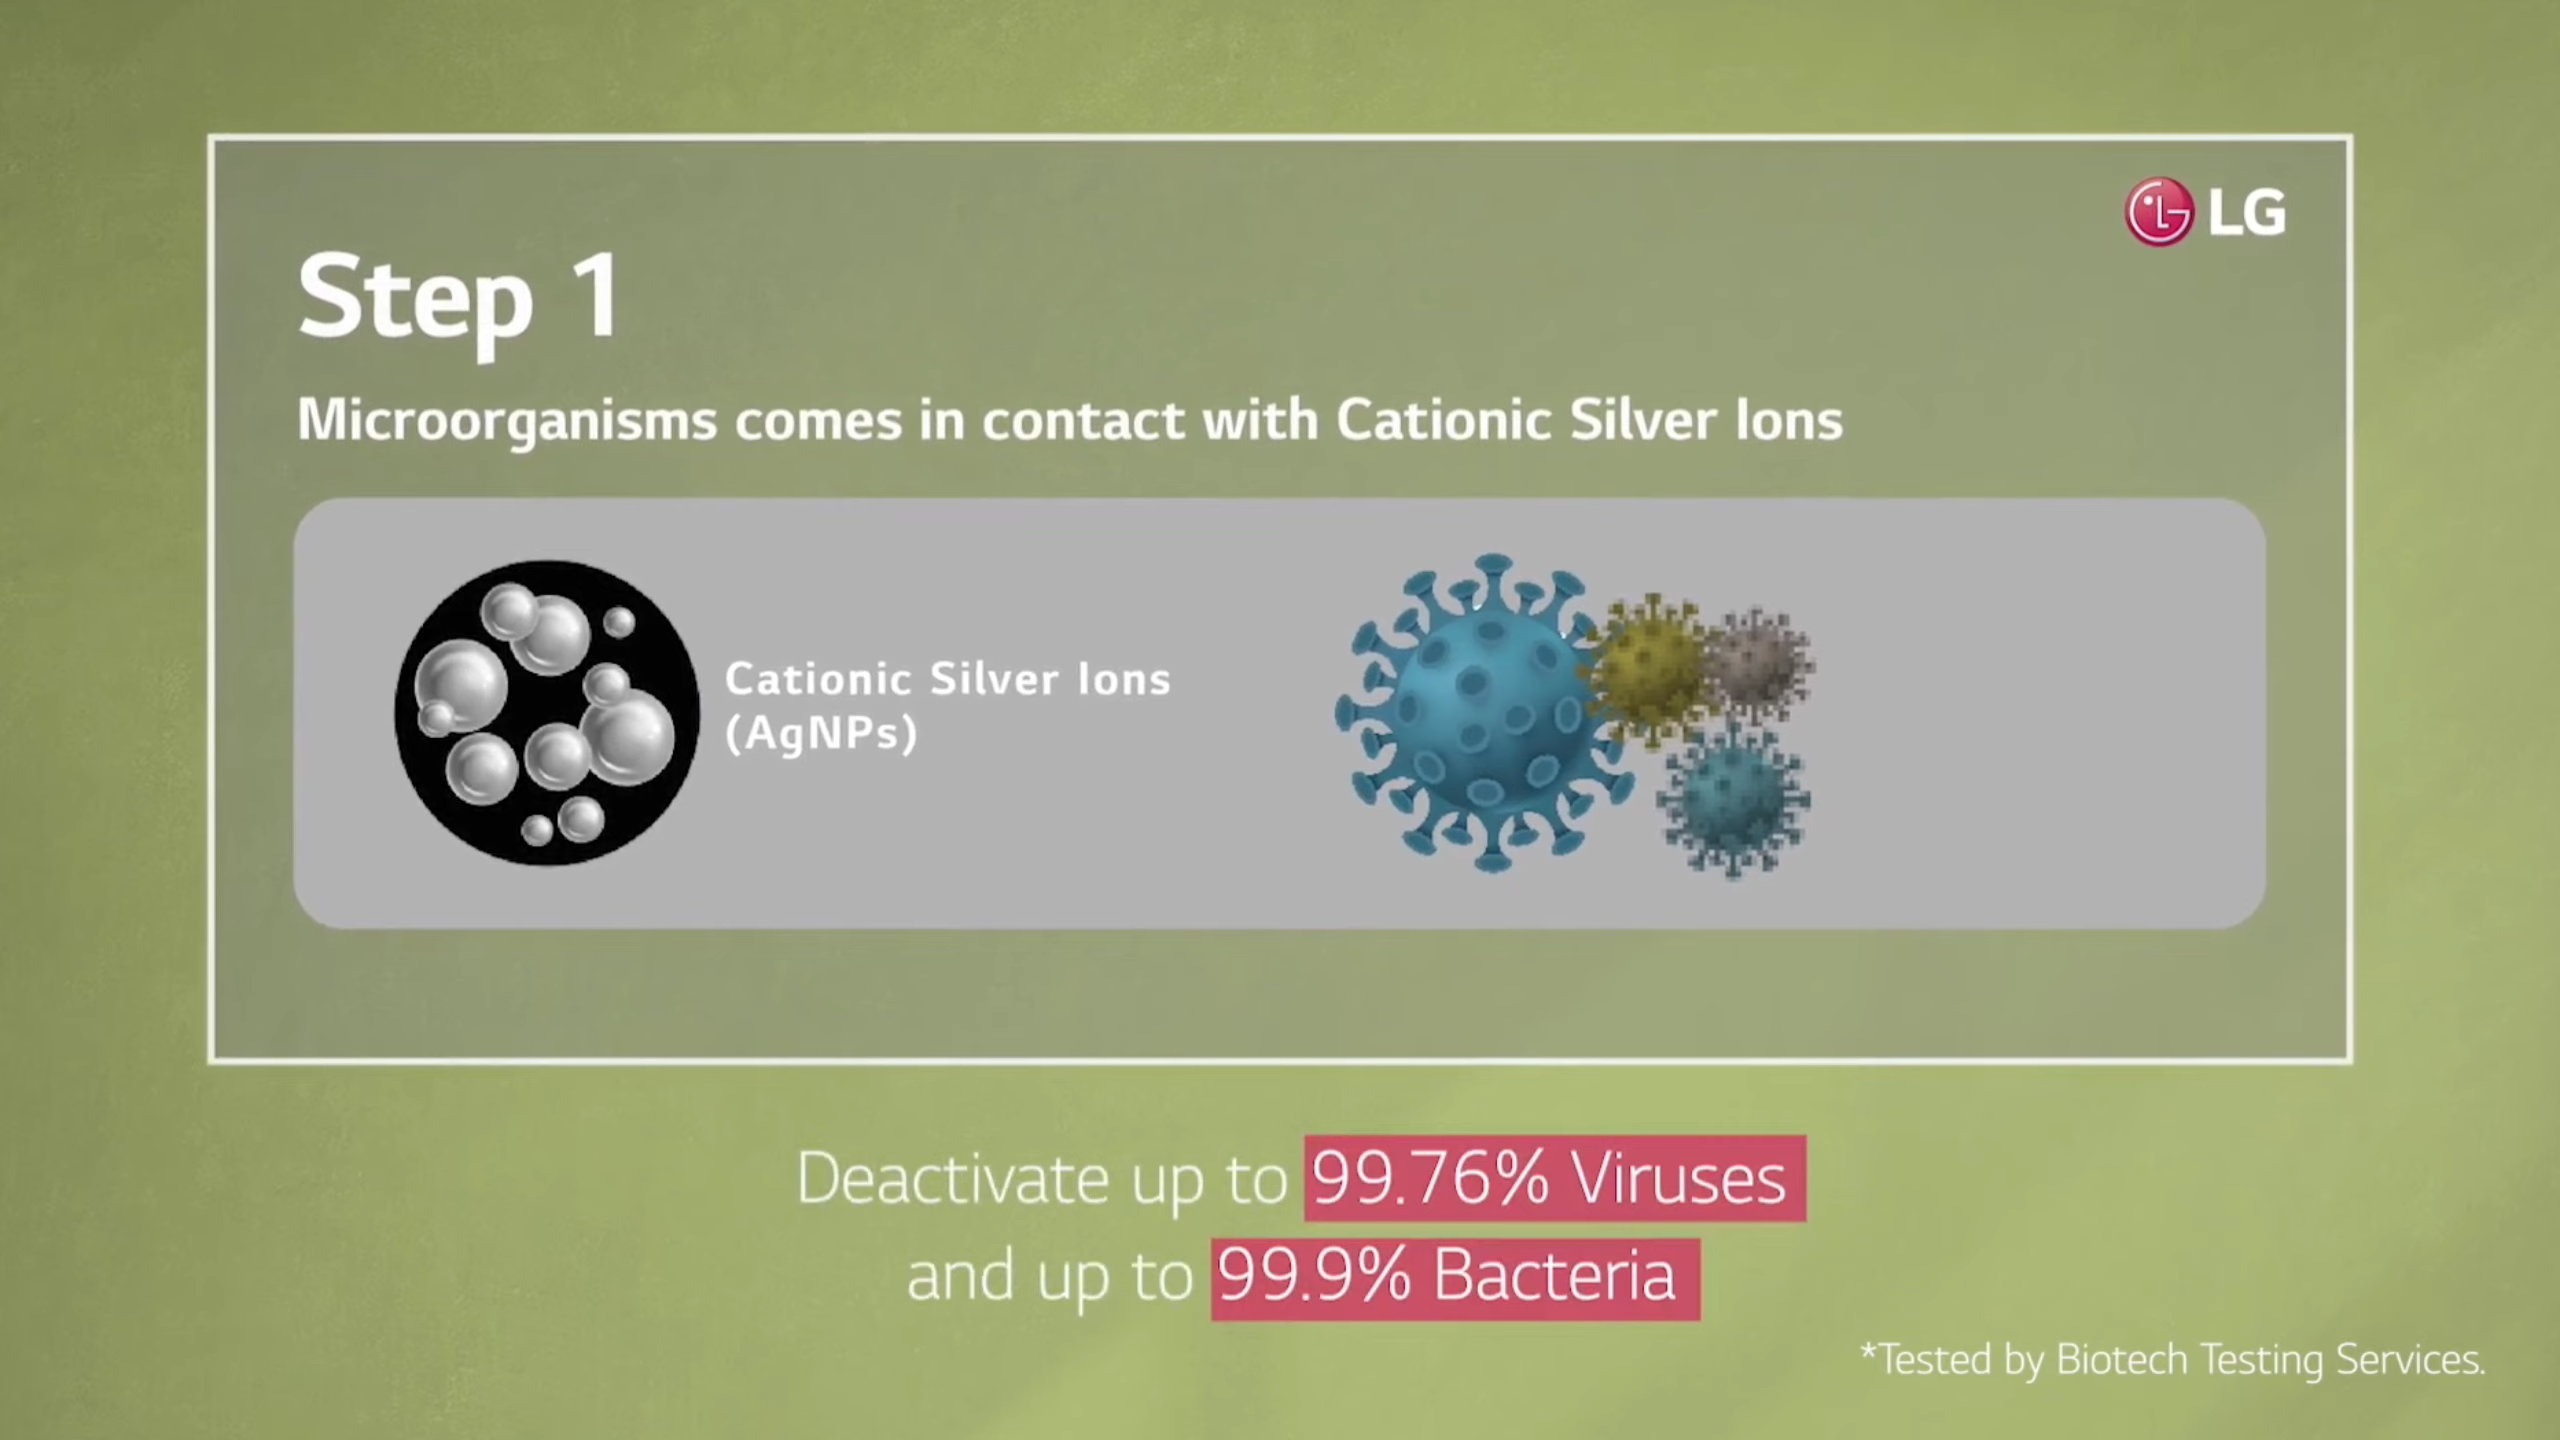 LG
Step 1
Microorganisms comes in contact with Cationic Silver Ions
Cationic Silver Ions
(AgNPs)
Deactivate up to 99.76% Viruses
and up to 99.9% Bacteria
*Tested by Biotech Testing Services.